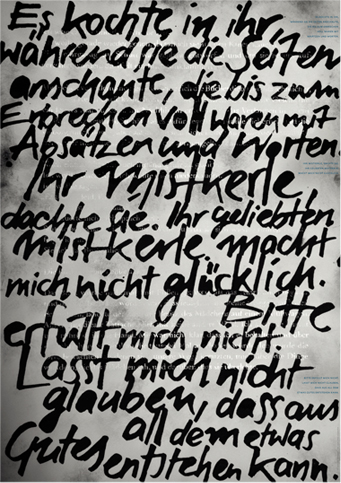 Es kochte in ihr,
während sie die Seiten
anschaute, die bis zum
Erbrechen voll waren mit
Absätzen und Worten.
Ihr Mistkerle
dachte sie. Ihr geliebten
Mistkerle. macht
mich nicht glücklich.
Bitte
erfüllt mich nicht.
Lasst mich nicht
glauben, dass aus
all dem etwas
Gutes entstehen kann.